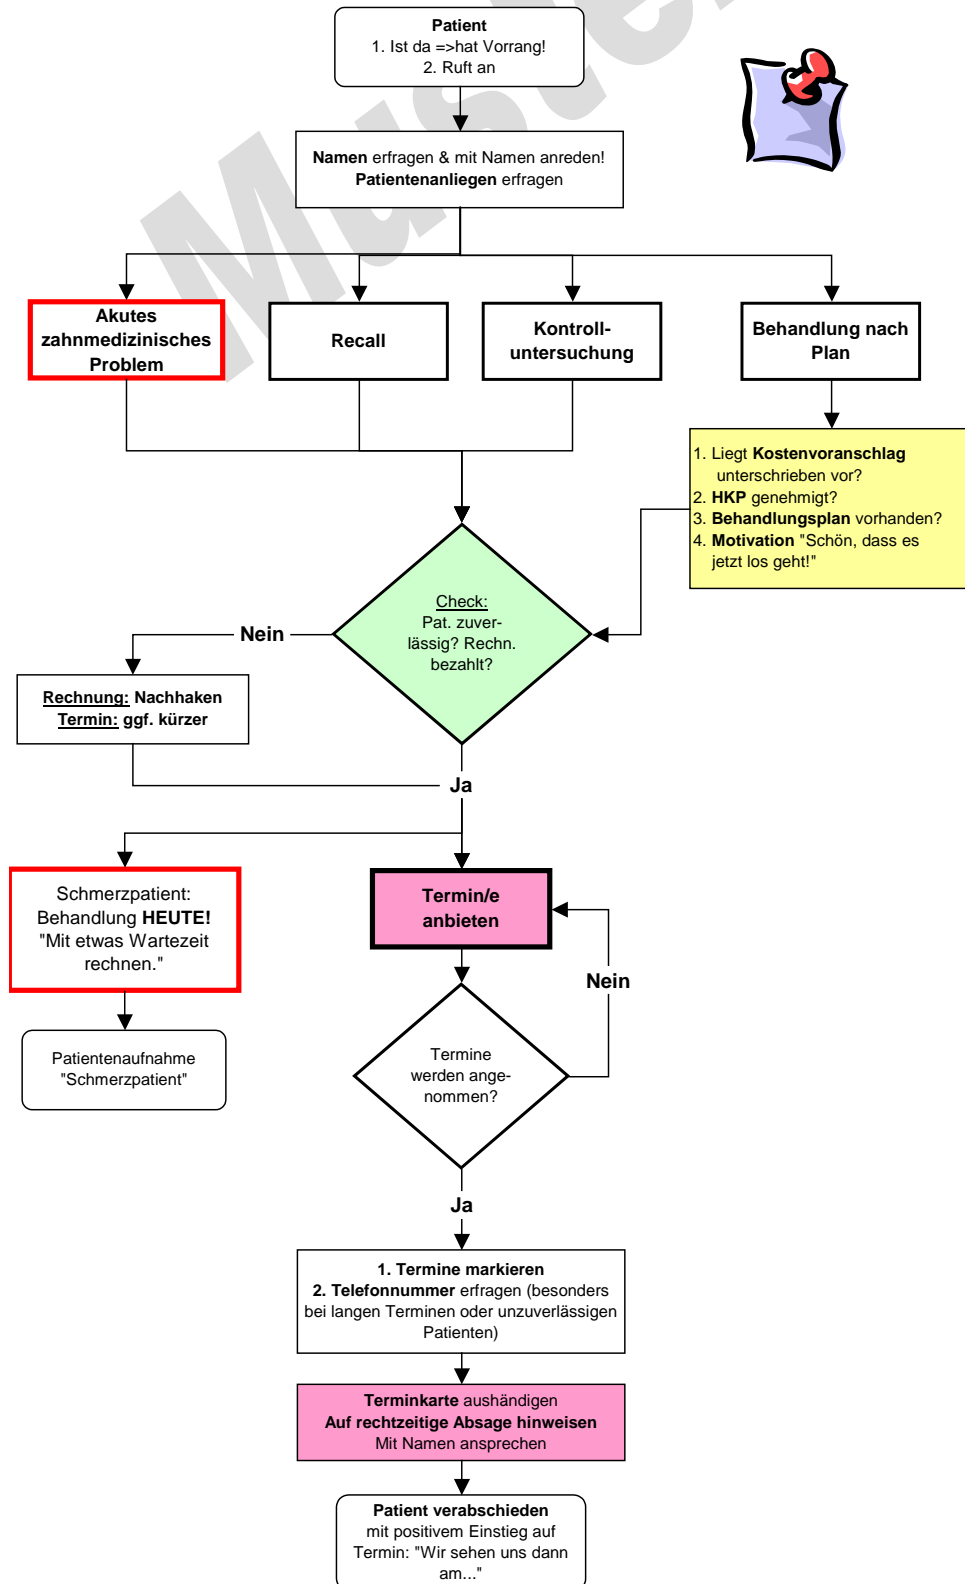 Muster
Patient
1. Ist da =>hat Vorrang!
2. Ruft an
Namen erfragen & mit Namen anreden!
Patientenanliegen erfragen
Akutes
zahnmedizinisches
Problem
Recall
Kontroll-
untersuchung
Behandlung nach
Plan
1. Liegt Kostenvoranschlag
unterschrieben vor?
2. HKP genehmigt?
3. Behandlungsplan vorhanden?
4. Motivation "Schön, dass es
jetzt los geht!"
Check:
Pat. zuver-
lässig? Rechn.
bezahlt?
Nein
Rechnung: Nachhaken
Termin: ggf. kürzer
Ja
Schmerzpatient:
Behandlung HEUTE!
"Mit etwas Wartezeit
rechnen."
Termin/e
anbieten
Nein
Patientenaufnahme
"Schmerzpatient"
Termine
werden ange-
nommen?
Ja
1. Termine markieren
2. Telefonnummer erfragen (besonders
bei langen Terminen oder unzuverlässigen
Patienten)
Terminkarte aushändigen
Auf rechtzeitige Absage hinweisen
Mit Namen ansprechen
Patient verabschieden
mit positivem Einstieg auf
Termin: "Wir sehen uns dann
am..."